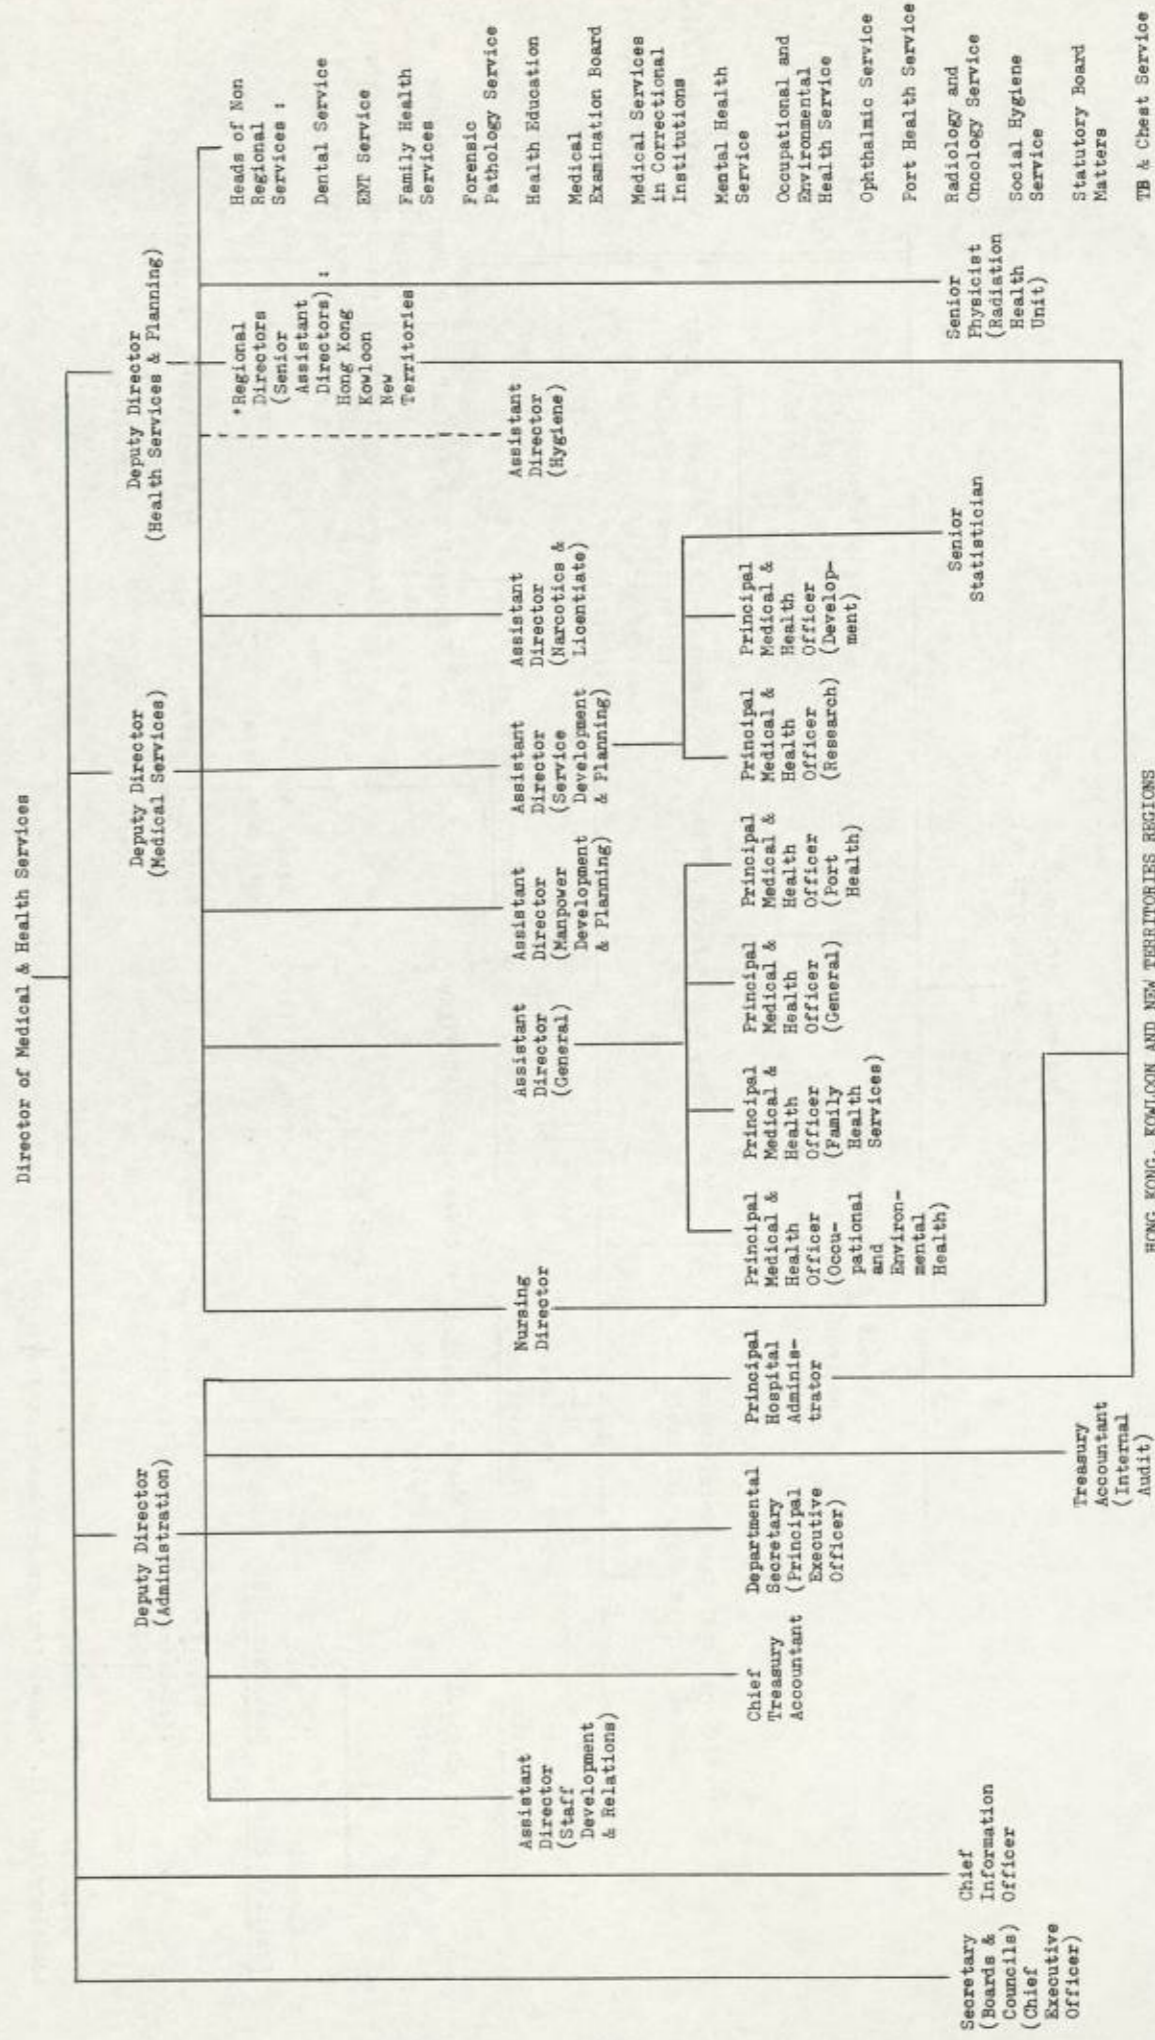 Director of Medical & Health Services
Deputy Director
(Administration)
Deputy Director
(Medical Services)
Deputy Director
(Health Services & Planning)
*Regional
Directors
(Senior
Assistant
Directors) :
Hong Kong
Kowloon
New
Territories
Heads of Non
Regional
Services :
Dental Service
ENT Service
Family Health
Services
Forensic
Pathology Service
Health Education
Medical
Examination Board
Medical Services
in Correctional
Institutions
Mental Health
Service
Occupational and
Environmental
Health Service
Ophthalmic Service
Port Health Service
Radiology and
Oncology Service
Social Hygiene
Service
Statutory Board
Matters
TB & Chest Service
Assistant
Director
(Staff
Development
& Relations)
Nursing
Director
Assistant
Director
(General)
Assistant
Director
(Manpower
Development
& Planning)
Assistant
Director
(Service
Development
& Planning)
Assistant
Director
(Narcotics &
Licentiate)
Assistant
Director
(Hygiene)
Chief
Treasury
Accountant
Departmental
Secretary
(Principal
Executive
Officer)
Principal
Hospital
Adminis-
trator
Principal
Medical &
Health
Officer
(Occu-
pational
and
Environ-
mental
Health)
Principal
Medical &
Health
Officer
(Family
Health
Services)
Principal
Medical &
Health
Officer
(General)
Principal
Medical &
Health
Officer
(Port
Health)
Principal
Medical &
Health
Officer
(Research)
Principal
Medical &
Health
Officer
(Develop-
ment)
Secretary
(Boards &
Councils)
(Chief
Executive
Officer)
Chief
Information
Officer
Senior
Statistician
Senior
Physicist
(Radiation
Health
Unit)
Treasury
Accountant
(Internal
Audit)
HONG KONG, KOWLOON AND NEW TERRITORIES REGIONS